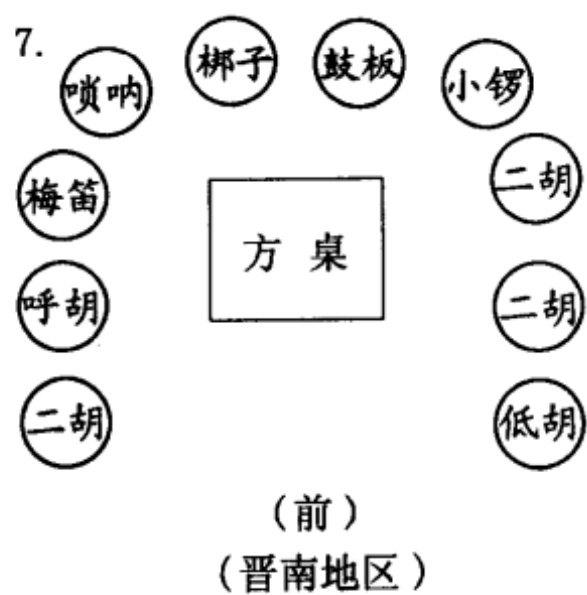 7.
唢呐 梆子 鼓板 小锣
梅笛 二胡
方桌
呼胡 二胡
二胡 低胡
（前）
（晋南地区）